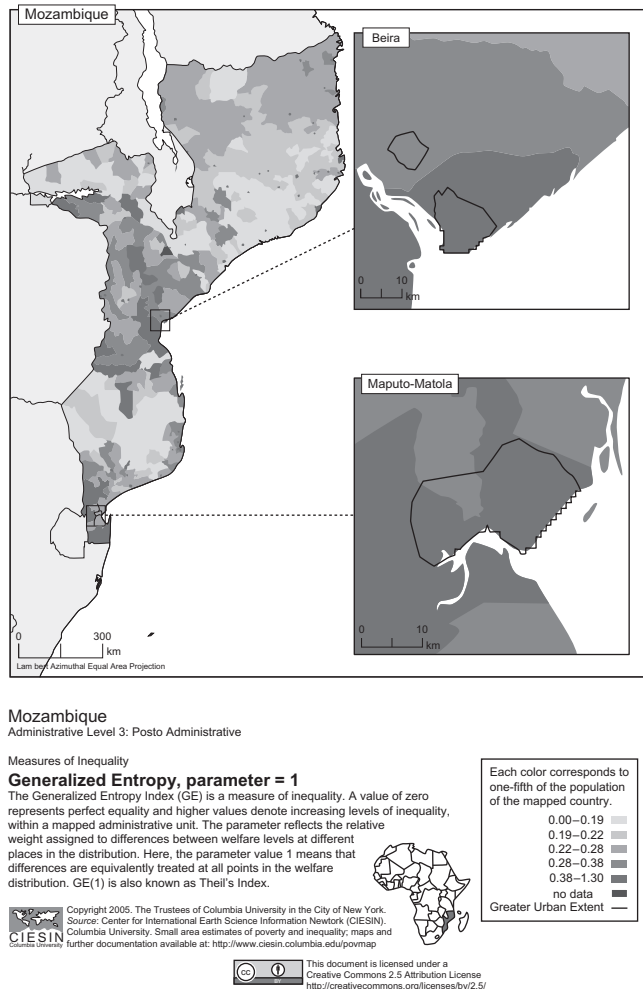 Mozambique
Beira
0 10
km
Maputo-Matola
0 10
km
0 300
km
Lam bert Azimuthal Equal Area Projection
Mozambique
Administrative Level 3: Posto Administrative
Measures of Inequality
Generalized Entropy, parameter = 1
The Generalized Entropy Index (GE) is a measure of inequality. A value of zero
represents perfect equality and higher values denote increasing levels of inequality,
within a mapped administrative unit. The parameter reflects the relative
weight assigned to differences between welfare levels at different
places in the distribution. Here, the parameter value 1 means that
differences are equivalently treated at all points in the welfare
distribution. GE(1) is also known as Theil's Index.
Each color corresponds to
one-fifth of the population
of the mapped country.
0.00–0.19
0.19–0.22
0.22–0.28
0.28–0.38
0.38–1.30
no data
Greater Urban Extent
CIESIN
Columbia University
Copyright 2005. The Trustees of Columbia University in the City of New York.
Source: Center for International Earth Science Information Newtork (CIESIN).
Columbia University. Small area estimates of poverty and inequality; maps and
further documentation available at: http://www.ciesin.columbia.edu/povmap
cc
BY
This document is licensed under a
Creative Commons 2.5 Attribution License
http://creativecommons.org/licenses/by/2.5/